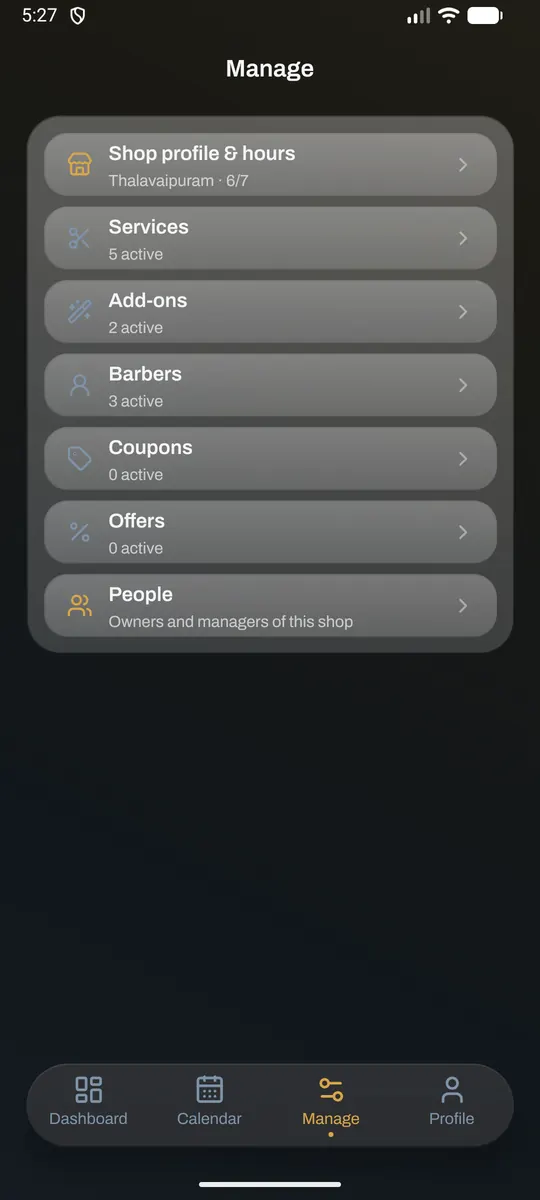 5:27
Manage
Shop profile & hours
Thalavaipuram · 6/7
Services
5 active
Add-ons
2 active
Barbers
3 active
Coupons
0 active
Offers
0 active
People
Owners and managers of this shop
Dashboard
Calendar
Manage
Profile